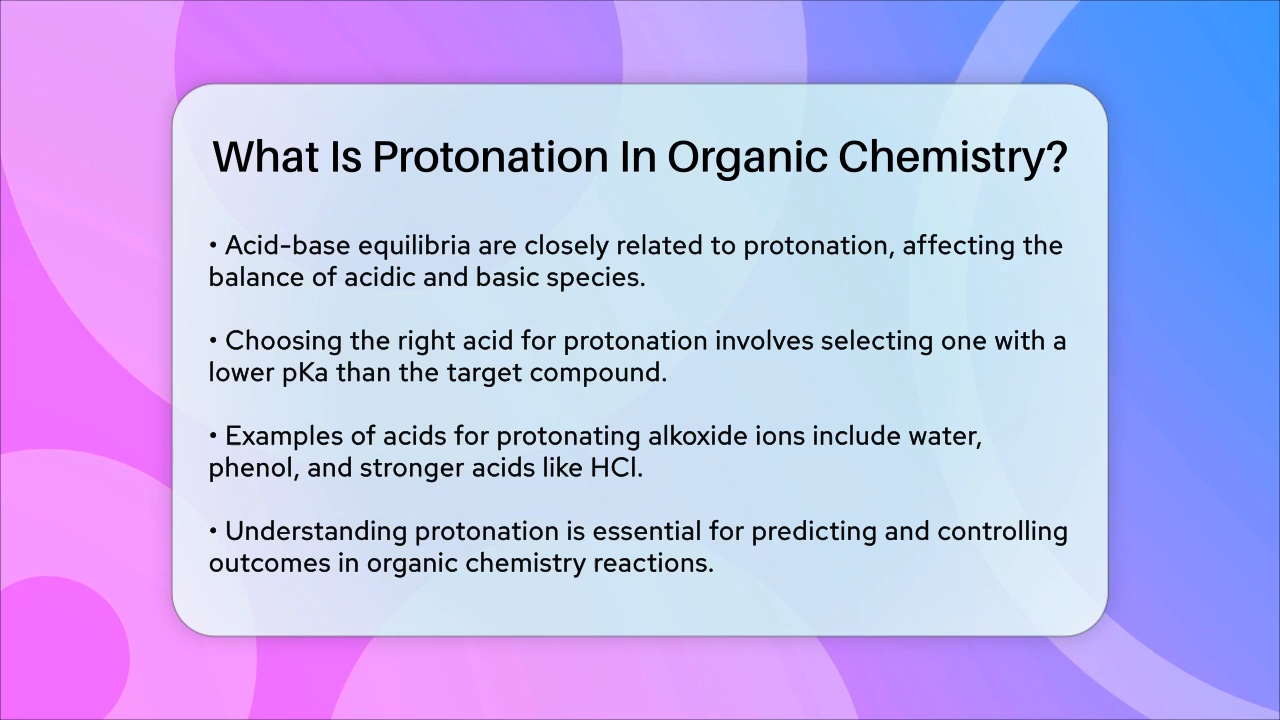 What Is Protonation In Organic Chemistry?
• Acid-base equilibria are closely related to protonation, affecting the
balance of acidic and basic species.
• Choosing the right acid for protonation involves selecting one with a
lower pKa than the target compound.
• Examples of acids for protonating alkoxide ions include water,
phenol, and stronger acids like HCl.
• Understanding protonation is essential for predicting and controlling
outcomes in organic chemistry reactions.